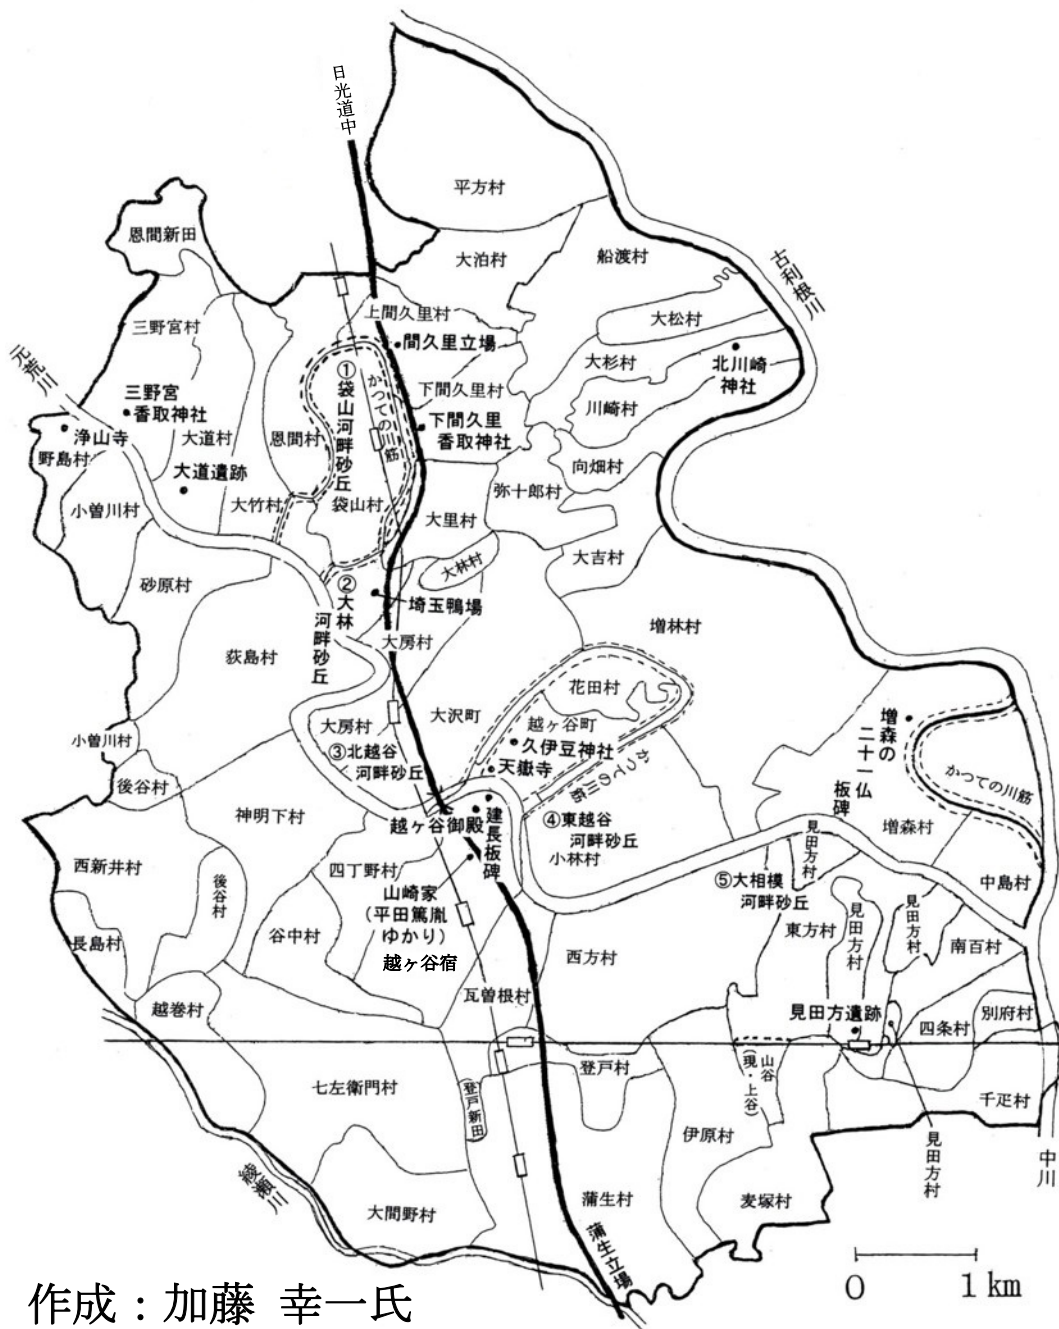 日光道中
平方村
恩間新田
大泊村
船渡村
古利根川
上間久里村
三野宮村
大松村
間久里立場
元荒川
大杉村
北川崎
神社
①袋山河畔砂丘
かつての川筋
下間久里村
三野宮
香取神社
川崎村
浄山寺
大道村
恩間村
下間久里
香取神社
野島村
向畑村
大道遺跡
弥十郎村
小曽川村
大竹村
袋山村
大里村
大林村
大吉村
砂原村
②大林
河畔砂丘
埼玉鴨場
増林村
荻島村
大房村
花田村
大房村
大沢町
越ヶ谷町
小曽川村
③北越谷
河畔砂丘
久伊豆神社
天嶽寺
かつての川筋
増森の
二十一仏
板碑
かつての川筋
後谷村
神明下村
越ヶ谷御殿
建長板碑
④東越谷
河畔砂丘
小林村
見田方村
増森村
西新井村
四丁野村
後谷村
山崎家
(平田篤胤
ゆかり)
越ヶ谷宿
⑤大相模
河畔砂丘
中島村
長島村
谷中村
西方村
東方村
見田方村
見田方村
南百村
越巻村
瓦曽根村
見田方遺跡
四条村
別府村
七左衛門村
登戸新田
登戸村
山谷
(現・上谷)
千疋村
伊原村
見田方村
中川
綾瀬川
大間野村
蒲生村
麦塚村
蒲生立場
0 1km
作成：加藤 幸一氏